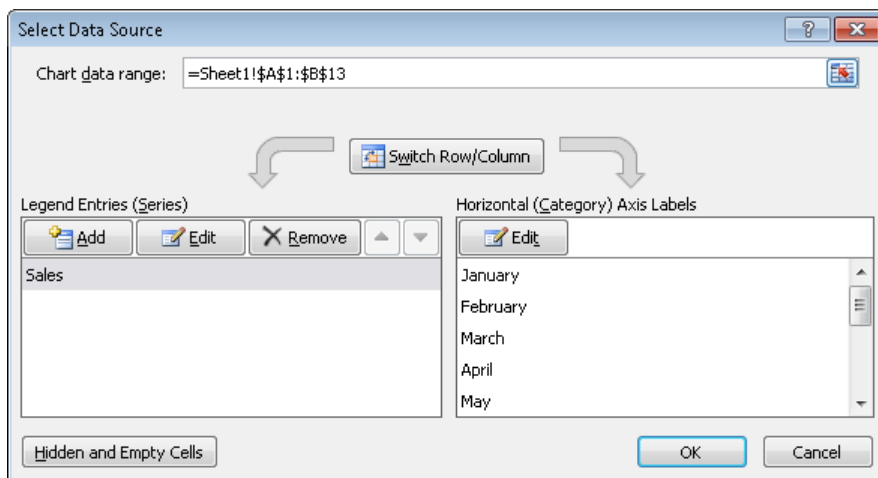 Select Data Source
Chart data range: =Sheet1!$A$1:$B$13
Switch Row/Column
Legend Entries (Series)
Add Edit Remove
Sales
Horizontal (Category) Axis Labels
Edit
January
February
March
April
May
Hidden and Empty Cells
OK Cancel